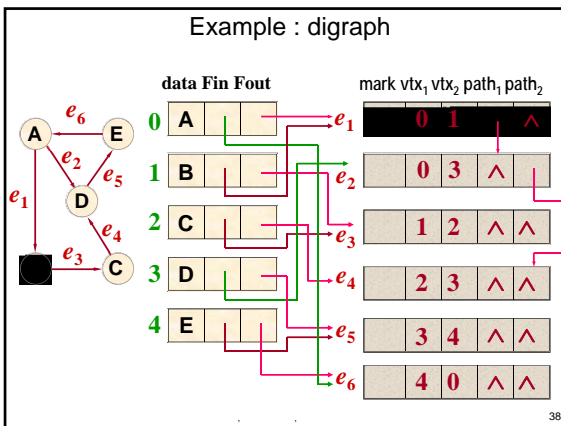 Example : digraph
data Fin Fout
mark vtx₁ vtx₂ path₁ path₂
A
E
D
C
e₆
e₂
e₅
e₁
e₄
e₃
0 A
1 B
2 C
3 D
4 E
e₁ 0 1 ^
e₂ 0 3 ^
e₃ 1 2 ^ ^
e₄ 2 3 ^ ^
e₅ 3 4 ^ ^
e₆ 4 0 ^ ^
38